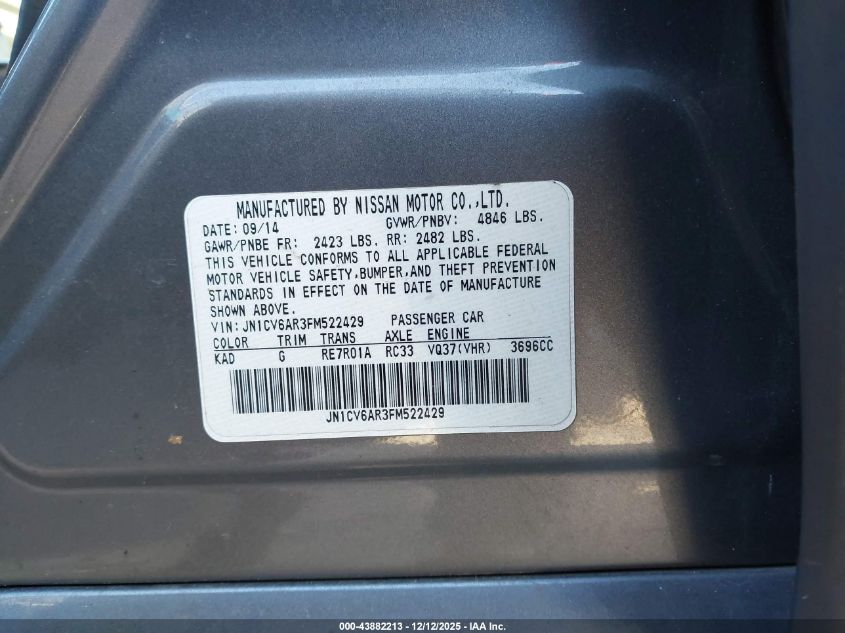 MANUFACTURED BY NISSAN MOTOR CO.,LTD.
DATE: 09/14 GVWR/PNBV: 4846 LBS.
GAWR/PNBE FR: 2423 LBS. RR: 2482 LBS.
THIS VEHICLE CONFORMS TO ALL APPLICABLE FEDERAL
MOTOR VEHICLE SAFETY,BUMPER,AND THEFT PREVENTION
STANDARDS IN EFFECT ON THE DATE OF MANUFACTURE
SHOWN ABOVE.
VIN: JN1CV6AR3FM522429 PASSENGER CAR
COLOR TRIM TRANS AXLE ENGINE
KAD G RE7R01A RC33 VQ37(VHR) 3696CC
JN1CV6AR3FM522429
000-43882213 - 12/12/2025 - IAA Inc.